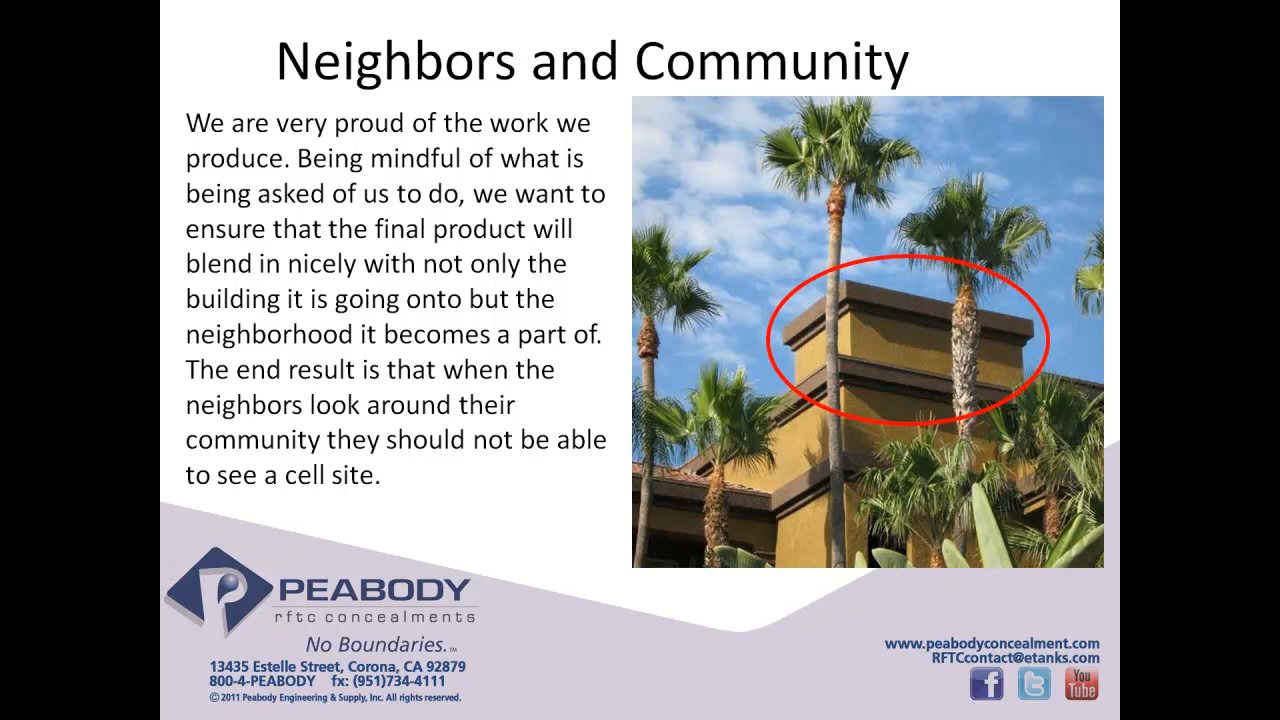 Neighbors and Community
We are very proud of the work we
produce. Being mindful of what is
being asked of us to do, we want to
ensure that the final product will
blend in nicely with not only the
building it is going onto but the
neighborhood it becomes a part of.
The end result is that when the
neighbors look around their
community they should not be able
to see a cell site.
P PEABODY
rftc concealments
No Boundaries.™
13435 Estelle Street, Corona, CA 92879
800-4-PEABODY fx: (951)734-4111
© 2011 Peabody Engineering & Supply, Inc. All rights reserved.
www.peabodyconcealment.com
RFTCcontact@etanks.com
f t You
Tube